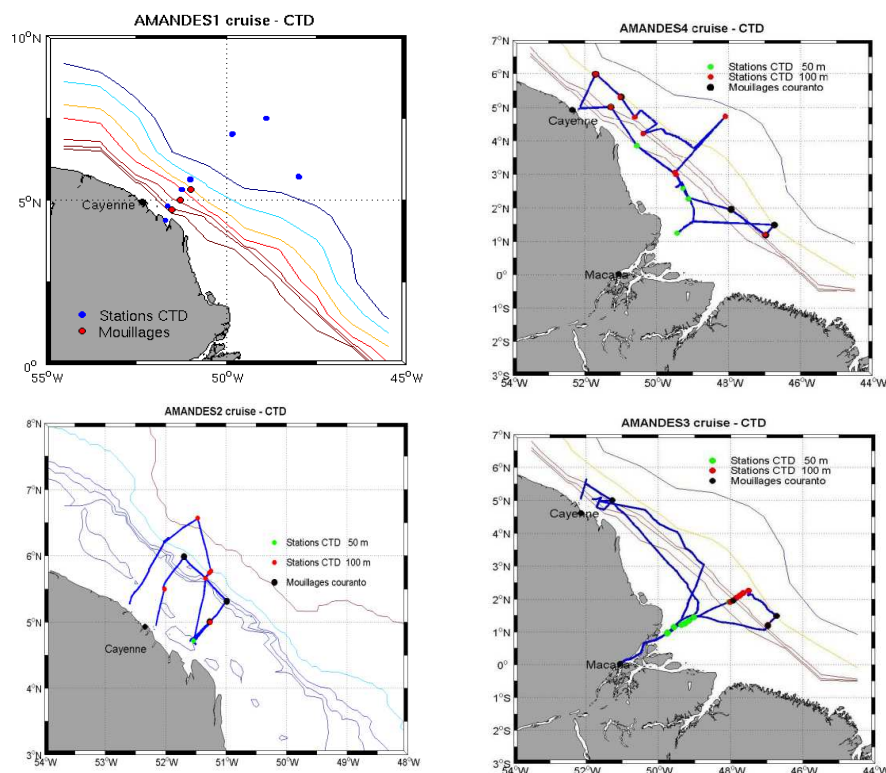 AMANDES1 cruise - CTD
10°N
5°N
0°
Cayenne
Stations CTD
Mouillages
55°W
50°W
45°W
AMANDES4 cruise - CTD
7°N
6°N
5°N
4°N
3°N
2°N
1°N
0°
1°S
2°S
3°S
Stations CTD 50 m
Stations CTD 100 m
Mouillages couranto
Cayenne
Macapa
54°W
52°W
50°W
48°W
46°W
44°W
AMANDES2 cruise - CTD
8°N
7°N
6°N
5°N
4°N
3°N
Stations CTD 50 m
Stations CTD 100 m
Mouillages couranto
Cayenne
54°W
53°W
52°W
51°W
50°W
49°W
48°W
AMANDES3 cruise - CTD
7°N
6°N
5°N
4°N
3°N
2°N
1°N
0°
1°S
2°S
3°S
Stations CTD 50 m
Stations CTD 100 m
Mouillages couranto
Cayenne
Macapa
54°W
52°W
50°W
48°W
46°W
44°W